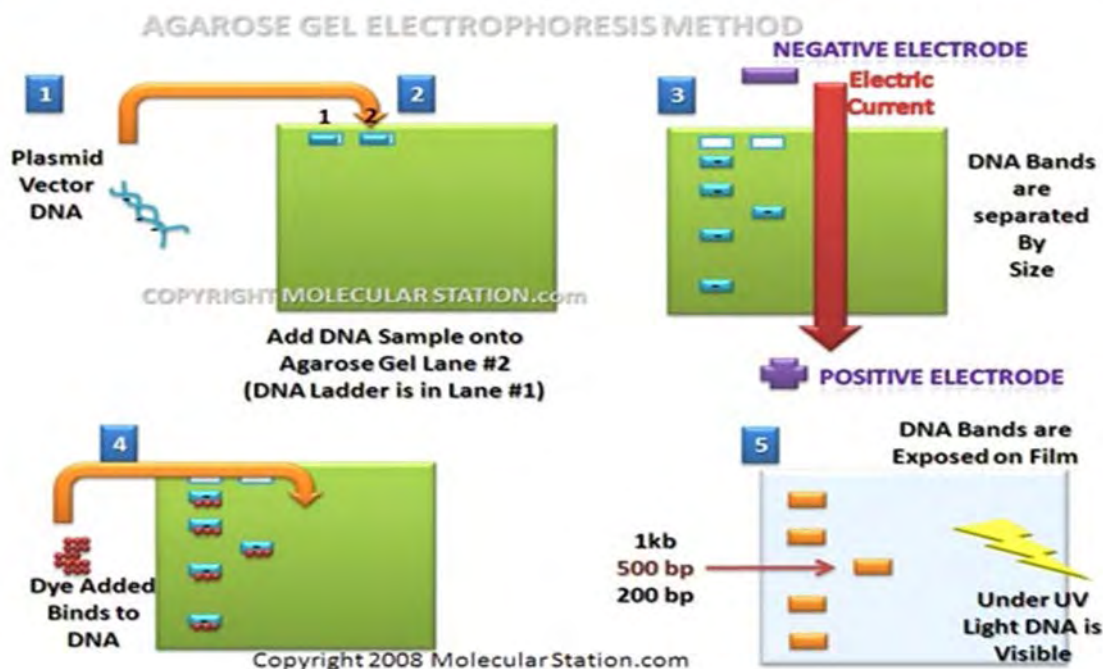 AGAROSE GEL ELECTROPHORESIS METHOD
1
2
Plasmid
Vector
DNA
1 2
COPYRIGHT MOLECULAR STATION.com
Add DNA Sample onto
Agarose Gel Lane #2
(DNA Ladder is in Lane #1)
3
NEGATIVE ELECTRODE
Electric
Current
DNA Bands
are
separated
By
Size
POSITIVE ELECTRODE
4
Dye Added
Binds to
DNA
5
DNA Bands are
Exposed on Film
1kb
500 bp
200 bp
Under UV
Light DNA is
Visible
Copyright 2008 MolecularStation.com